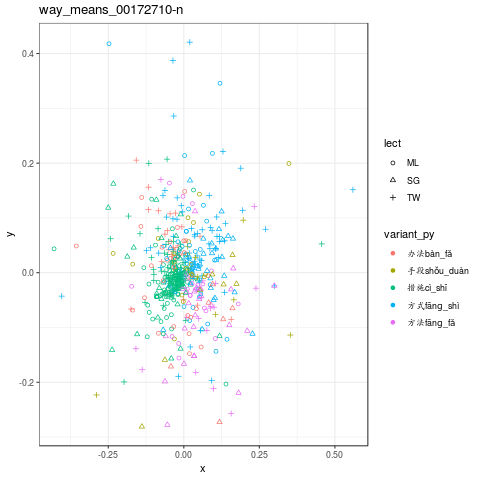 way_means_00172710-n
0.4
0.2
0.0
-0.2
y
-0.25
0.00
0.25
0.50
x
lect
ML
SG
TW
variant_py
办法bàn_fǎ
手段shǒu_duàn
措施cì_shī
方式fāng_shì
方法fāng_fǎ